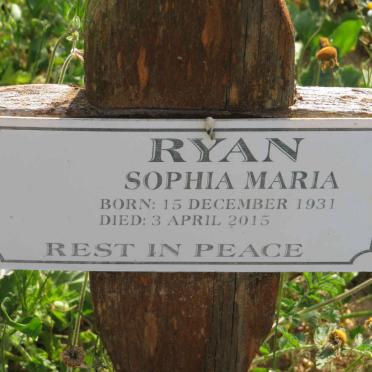 RYAN
SOPHIA MARIA
BORN: 15 DECEMBER 1931
DIED: 3 APRIL 2015
REST IN PEACE